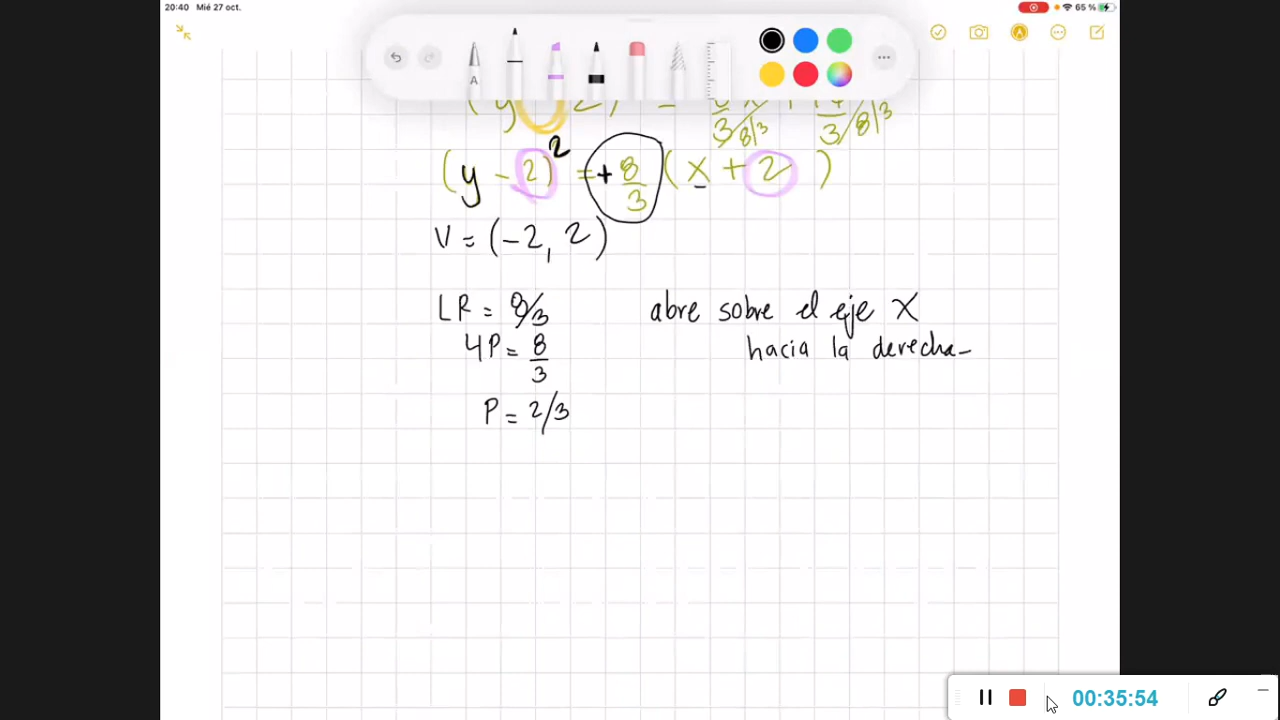 20:40 Mié 27 oct.
65 %
A
(y - 2)² = + 8/3 (x + 2)
V = (-2, 2)
LR = 8/3
abre sobre el eje X
4P = 8/3
hacia la derecha
P = 2/3
00:35:54